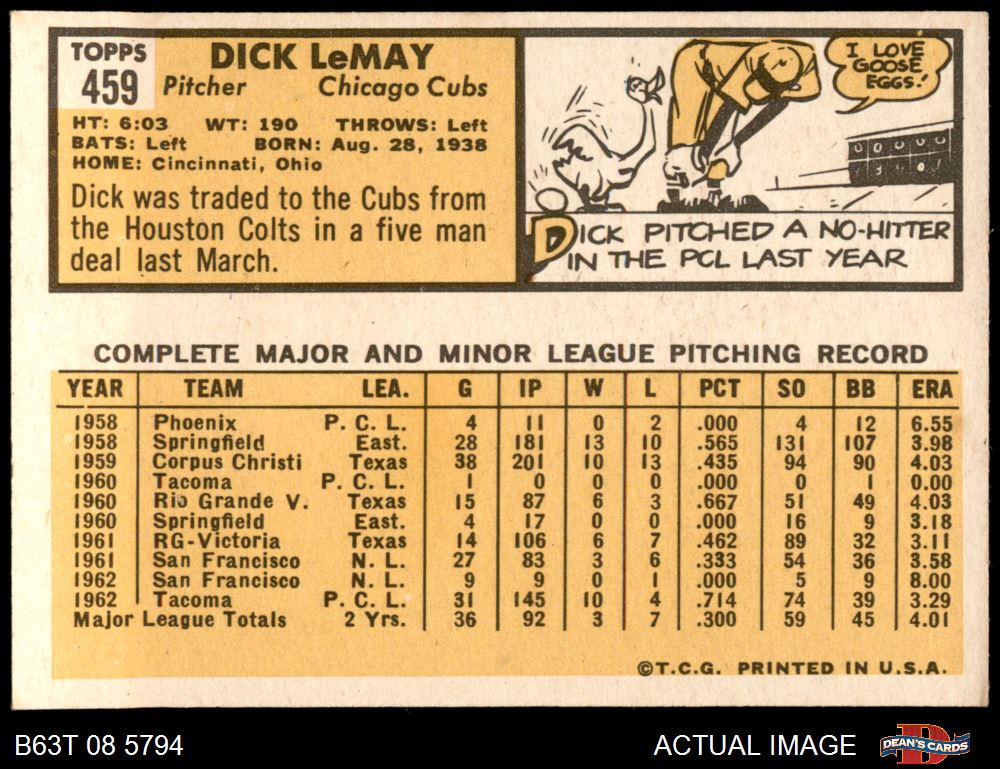 TOPPS
459
DICK LeMAY
Pitcher Chicago Cubs
HT: 6:03 WT: 190 THROWS: Left
BATS: Left BORN: Aug. 28, 1938
HOME: Cincinnati, Ohio
Dick was traded to the Cubs from
the Houston Colts in a five man
deal last March.
I LOVE
'GOOSE
EGGS.'
0 0 0 0 0
DICK PITCHED A NO-HITTER
IN THE PCL LAST YEAR
COMPLETE MAJOR AND MINOR LEAGUE PITCHING RECORD
YEAR TEAM LEA. G IP W L PCT SO BB ERA
1958 Phoenix P. C. L. 4 11 0 2 .000 4 12 6.55
1958 Springfield East. 28 181 13 10 .565 131 107 3.98
1959 Corpus Christi Texas 38 201 10 13 .435 94 90 4.03
1960 Tacoma P. C. L. 1 0 0 0 .000 0 1 0.00
1960 Rio Grande V. Texas 15 87 6 3 .667 51 49 4.03
1960 Springfield East. 4 17 0 0 .000 16 9 3.18
1961 RG-Victoria Texas 14 106 6 7 .462 89 32 3.11
1961 San Francisco N. L. 27 83 3 6 .333 54 36 3.58
1962 San Francisco N. L. 9 9 0 1 .000 5 9 8.00
1962 Tacoma P. C. L. 31 145 10 4 .714 74 39 3.29
Major League Totals 2 Yrs. 36 92 3 7 .300 59 45 4.01
©T.C.G. PRINTED IN U.S.A.
B63T 08 5794 ACTUAL IMAGE
DEAN'S CARDS